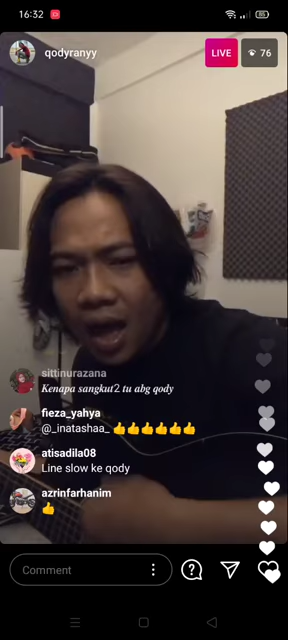 16:32
85
qodyranyy
LIVE
76
sittinurazana
Kenapa sangkut2 tu abg qody
fieza_yahya
@_inatashaa_ 👍👍👍👍👍👍
atisadila08
Line slow ke qody
azrinfarhanim
👍
Comment